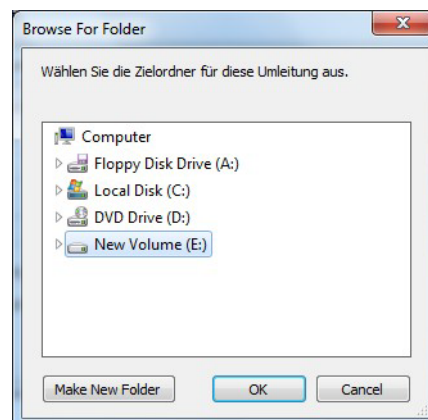 Browse For Folder
Wählen Sie die Zielordner für diese Umleitung aus.
Computer
Floppy Disk Drive (A:)
Local Disk (C:)
DVD Drive (D:)
New Volume (E:)
Make New Folder OK Cancel